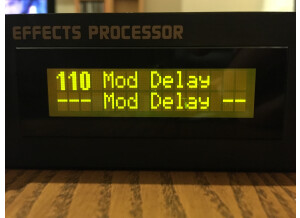 EFFECTS PROCESSOR
110 Mod Delay
--- Mod Delay --